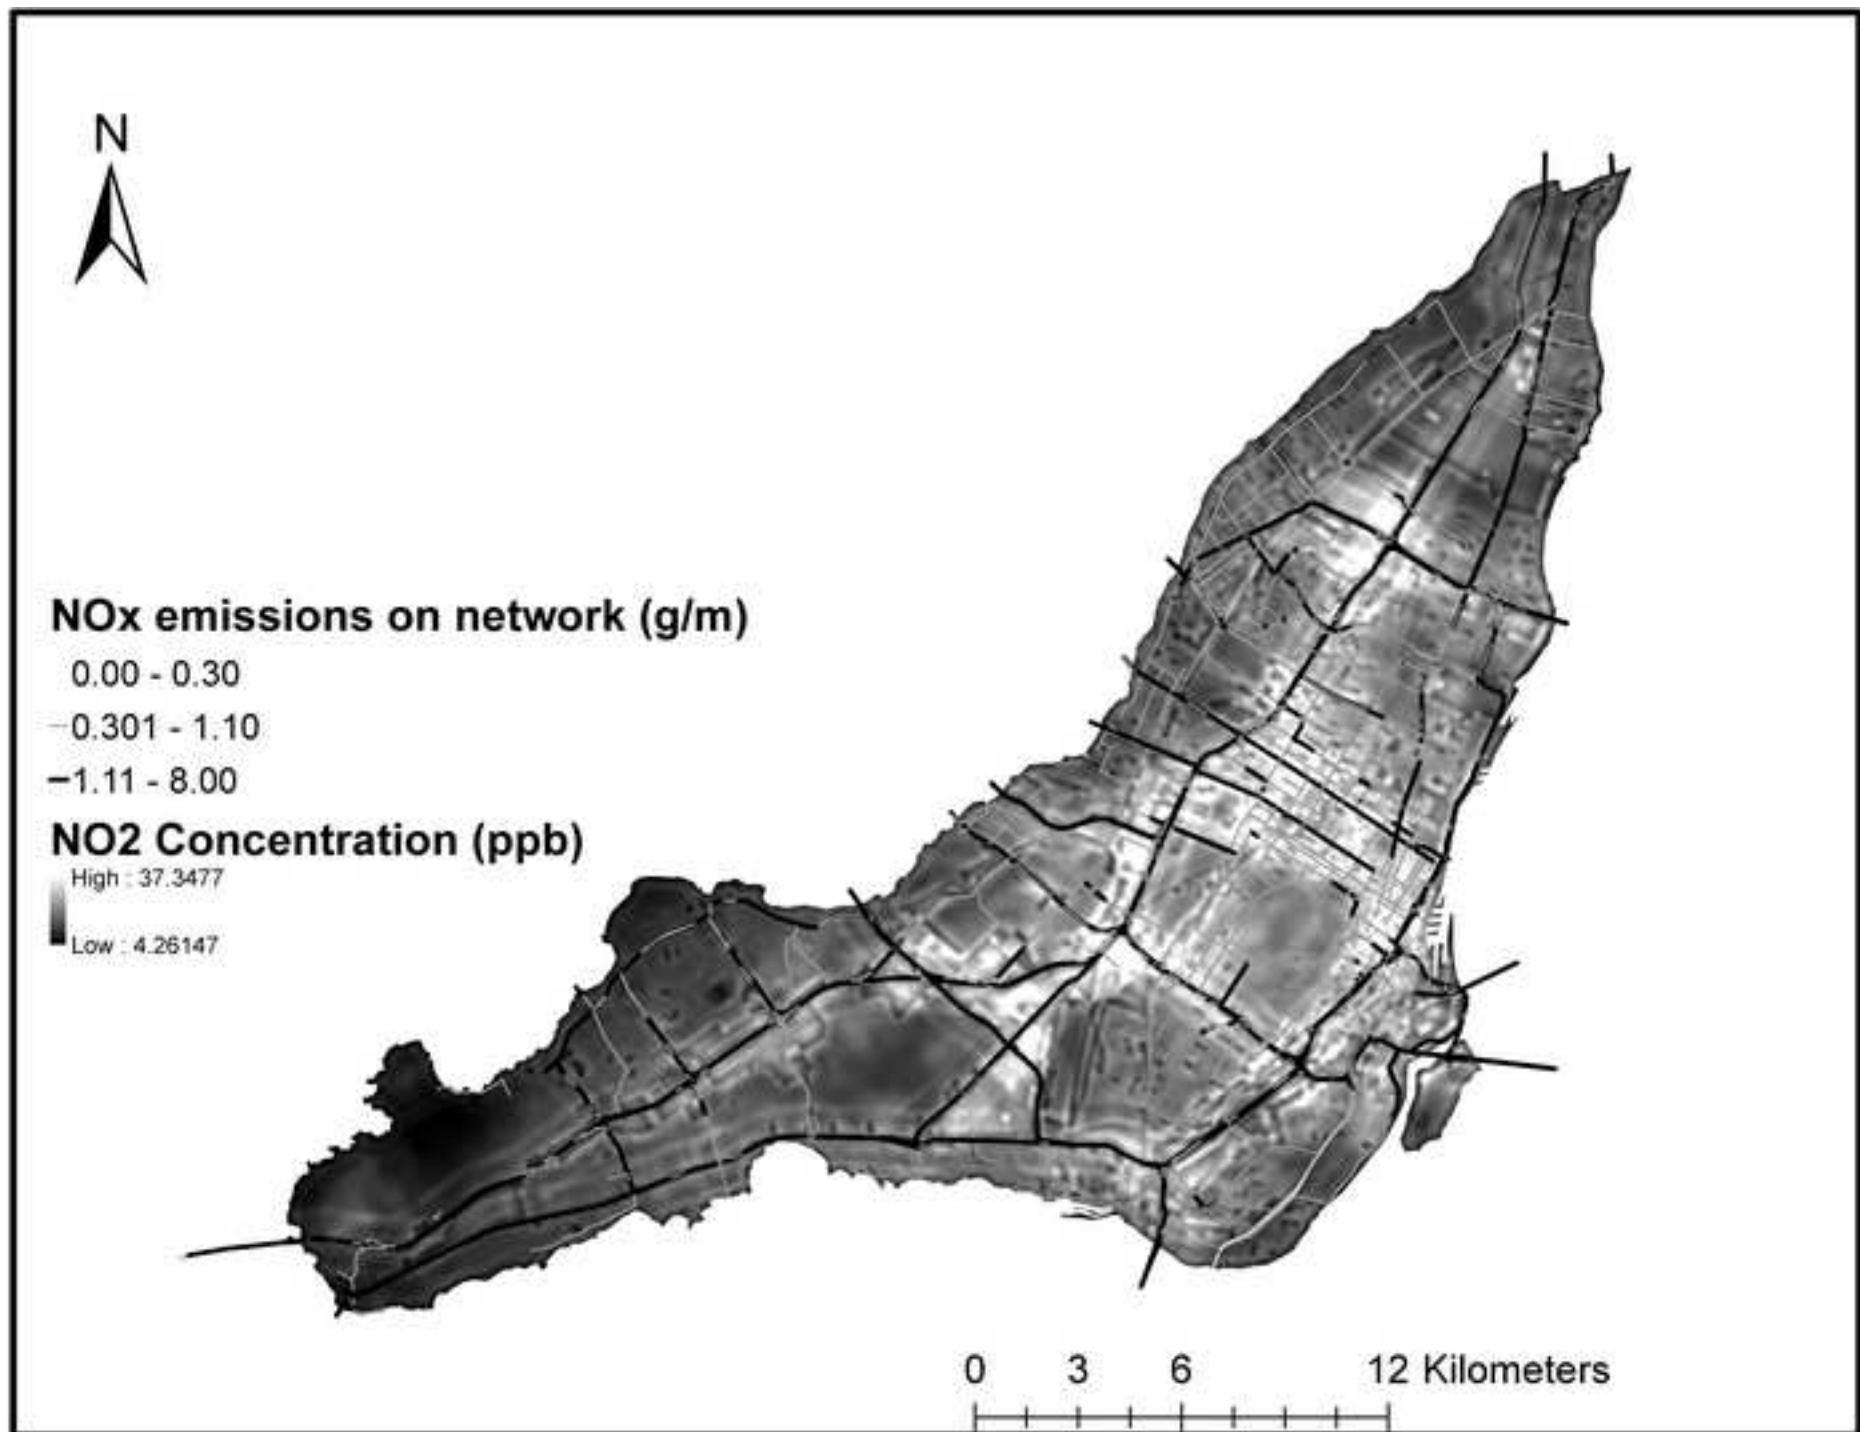 N
NOx emissions on network (g/m)
0.00 - 0.30
0.301 - 1.10
1.11 - 8.00
NO2 Concentration (ppb)
High : 37.3477
Low : 4.26147
0 3 6 12 Kilometers